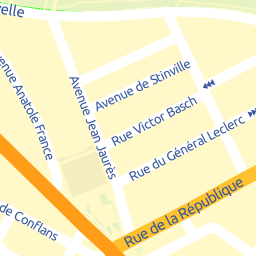 velle
Avenue de Stinville
Avenue Anatole France
Avenue Jean Jaurès
Rue Victor Basch
Rue du Général Leclerc
Rue de la République
de Conflans